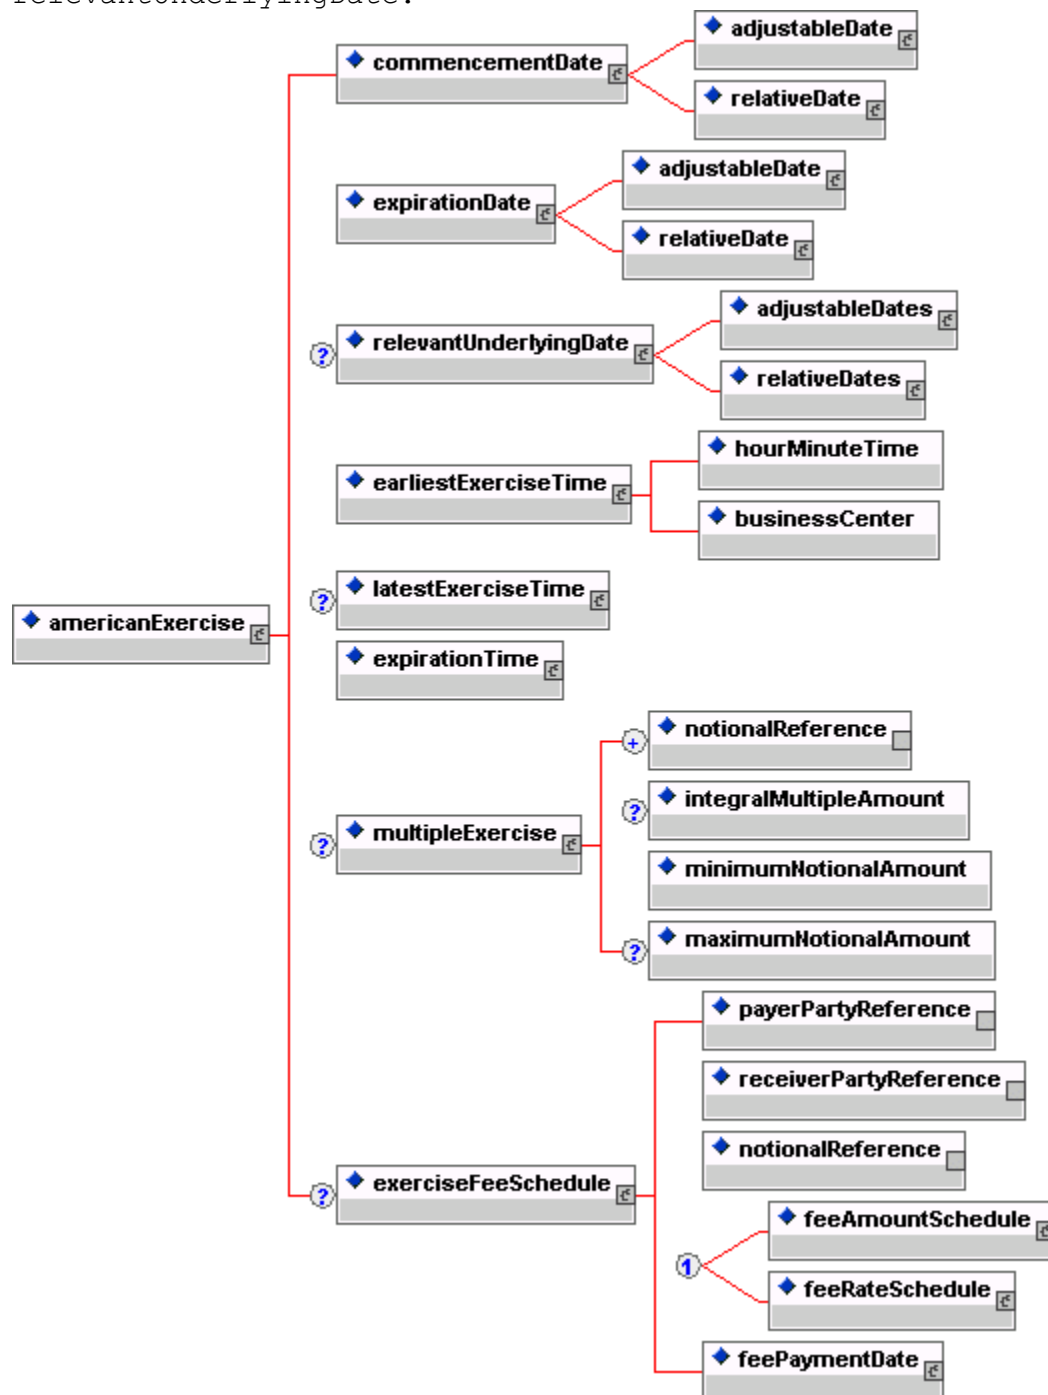 relevantUnderlyingDate.
commencementDate
adjustableDate
relativeDate
expirationDate
adjustableDate
relativeDate
? relevantUnderlyingDate
adjustableDates
relativeDates
earliestExerciseTime
hourMinuteTime
businessCenter
? latestExerciseTime
americanExercise
expirationTime
? multipleExercise
+ notionalReference
? integralMultipleAmount
minimumNotionalAmount
? maximumNotionalAmount
? exerciseFeeSchedule
payerPartyReference
receiverPartyReference
notionalReference
1
feeAmountSchedule
feeRateSchedule
feePaymentDate